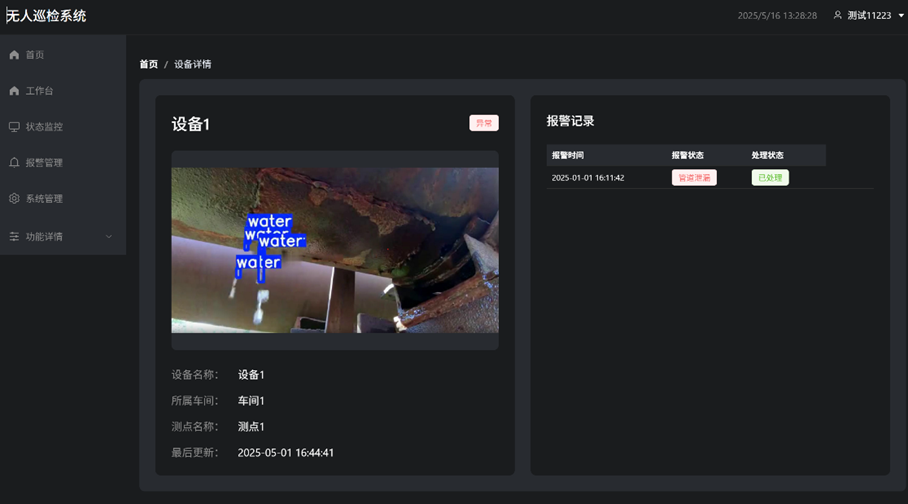 无人巡检系统
2025/5/16 13:28:28 测试11223
首页
工作台
状态监控
报警管理
系统管理
功能详情
首页 / 设备详情
设备1 异常
water
water
water
water
设备名称： 设备1
所属车间： 车间1
测点名称： 测点1
最后更新： 2025-05-01 16:44:41
报警记录
报警时间 报警状态 处理状态
2025-01-01 16:11:42 管道泄漏 已处理